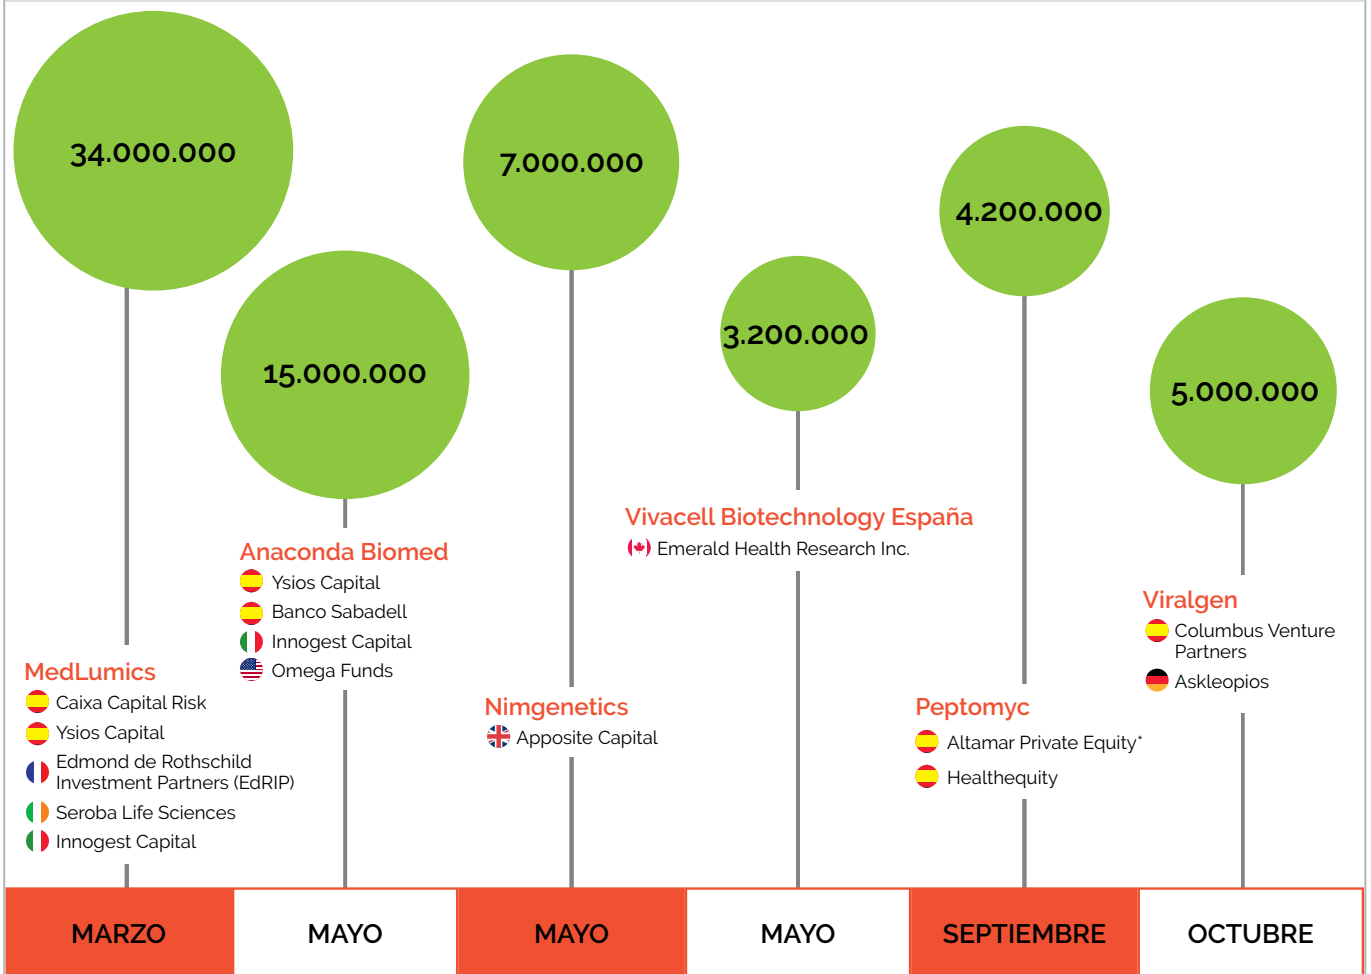 34.000.000
MedLumics
Caixa Capital Risk
Ysios Capital
Edmond de Rothschild
Investment Partners (EdRIP)
Seroba Life Sciences
Innogest Capital
MARZO
15.000.000
Anaconda Biomed
Ysios Capital
Banco Sabadell
Innogest Capital
Omega Funds
MAYO
7.000.000
Nimgenetics
Apposite Capital
MAYO
3.200.000
Vivacell Biotechnology España
Emerald Health Research Inc.
MAYO
4.200.000
Peptomyc
Altamar Private Equity*
Healthequity
SEPTIEMBRE
5.000.000
Viralgen
Columbus Venture
Partners
Askleopios
OCTUBRE